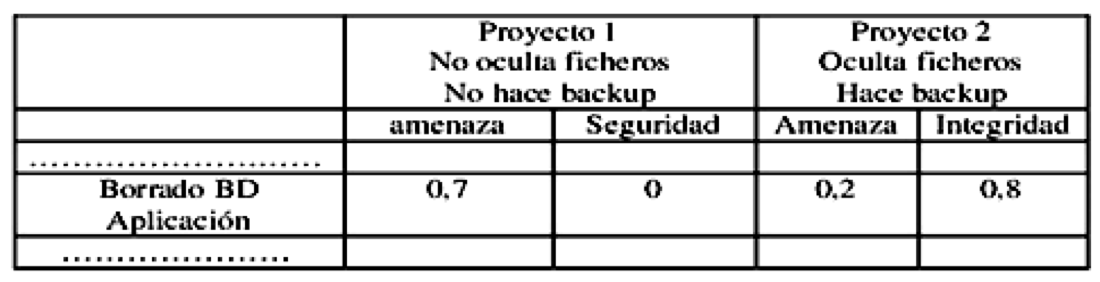 Proyecto 1
No oculta ficheros
No hace backup
Proyecto 2
Oculta ficheros
Hace backup
amenaza Seguridad Amenaza Integridad
...........................
Borrado BD
Aplicación
0,7 0 0,2 0,8
.....................